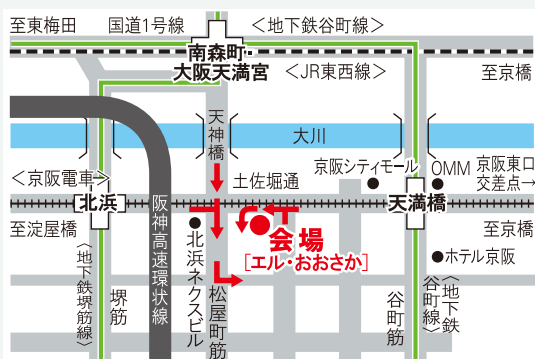 至東梅田
国道1号線
<地下鉄谷町線>
南森町・
大阪天満宮
<JR東西線>
至京橋
天神橋
大川
京阪シティモール
OMM
京阪東口
交差点→
<京阪電車>
土佐堀通
[北浜]
天満橋
至淀屋橋
阪神高速環状線
会場
[エル・おおさか]
至京橋
北浜ネクスビル
ホテル京阪
<地下鉄堺筋線>
堺筋
松屋町筋
谷町筋
<地下鉄
谷町線>